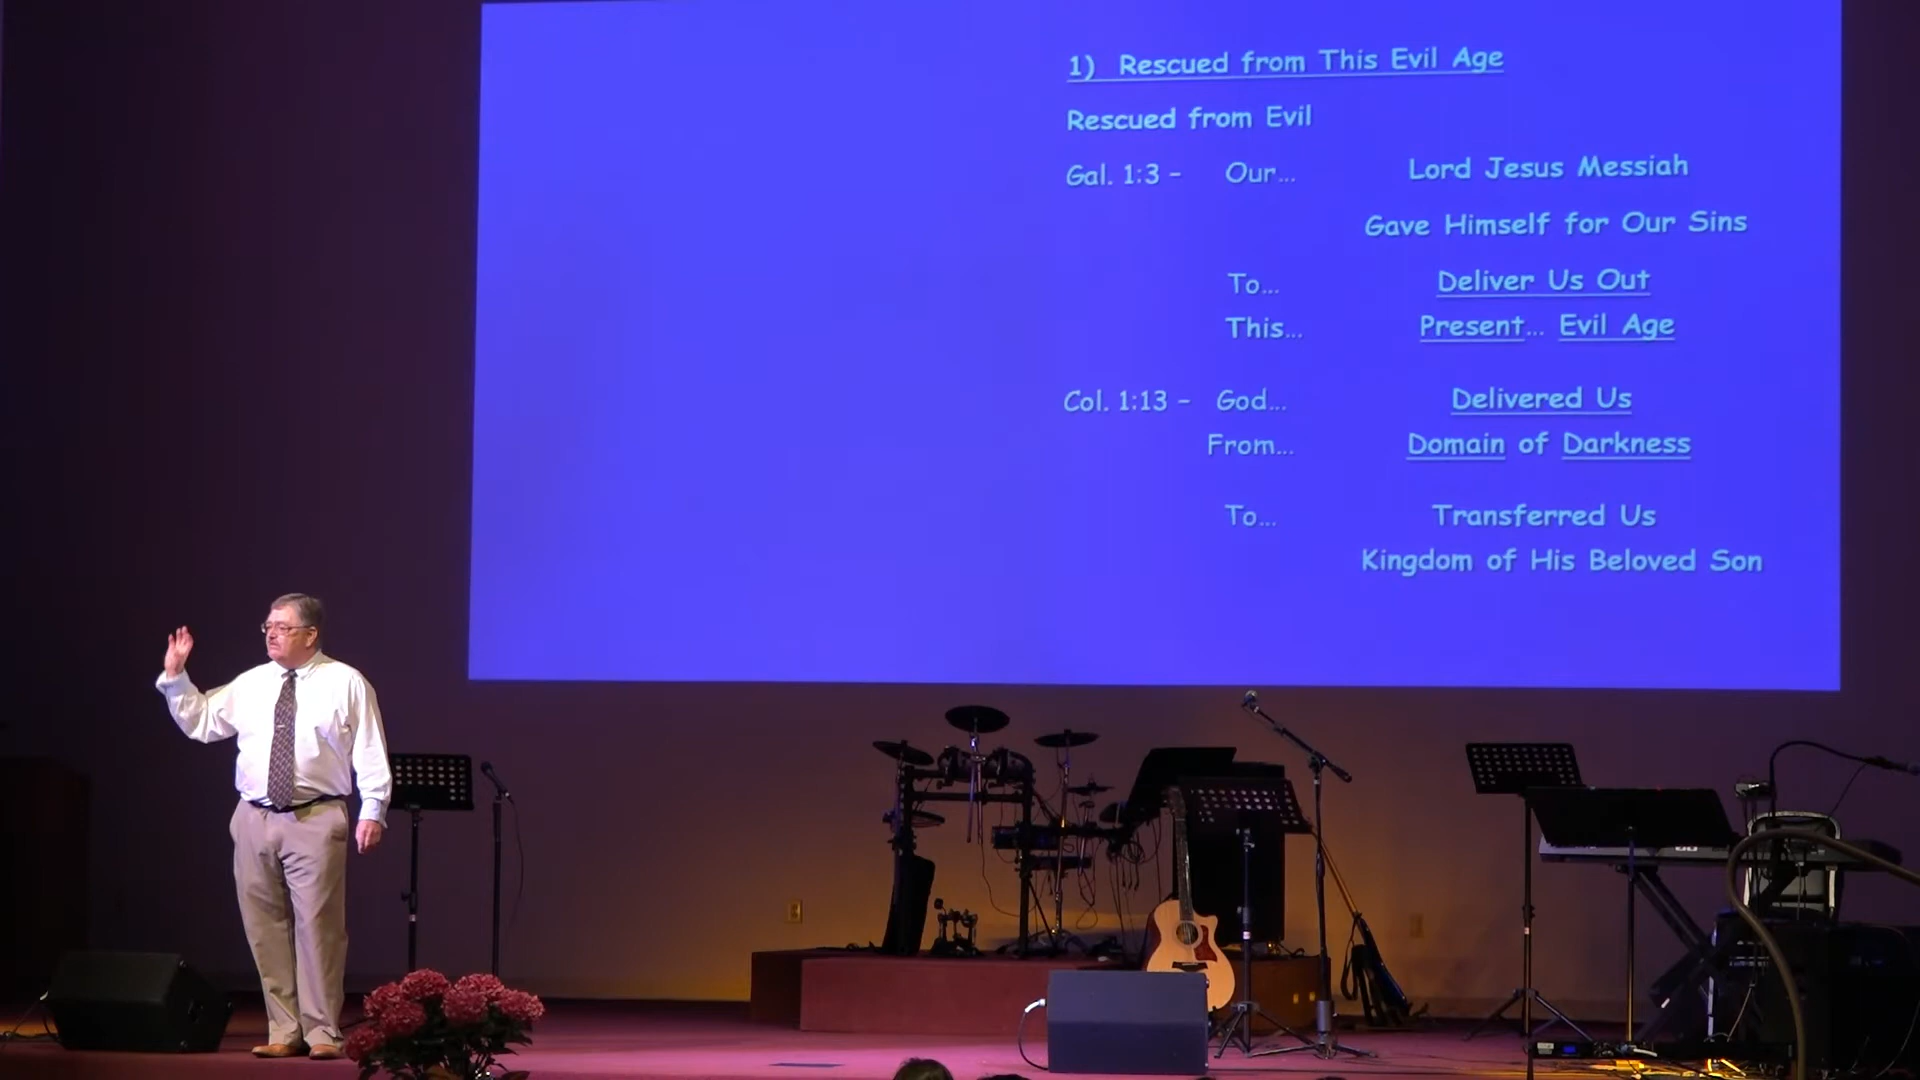 1) Rescued from This Evil Age
Rescued from Evil
Gal. 1:3 - Our... Lord Jesus Messiah
Gave Himself for Our Sins
To... Deliver Us Out
This... Present... Evil Age
Col. 1:13 - God... Delivered Us
From... Domain of Darkness
To... Transferred Us
Kingdom of His Beloved Son